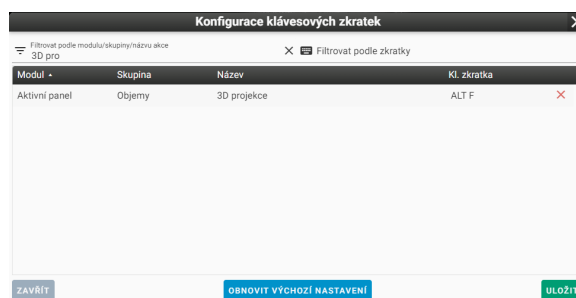 Konfigurace klávesových zkratek
Filtrovat podle modulu/skupiny/názvu akce
3D pro
Filtrovat podle zkratky
Modul Skupina Název Kl. zkratka
Aktivní panel Objemy 3D projekce ALT F
ZAVŘÍT OBNOVIT VÝCHOZÍ NASTAVENÍ ULOŽIT